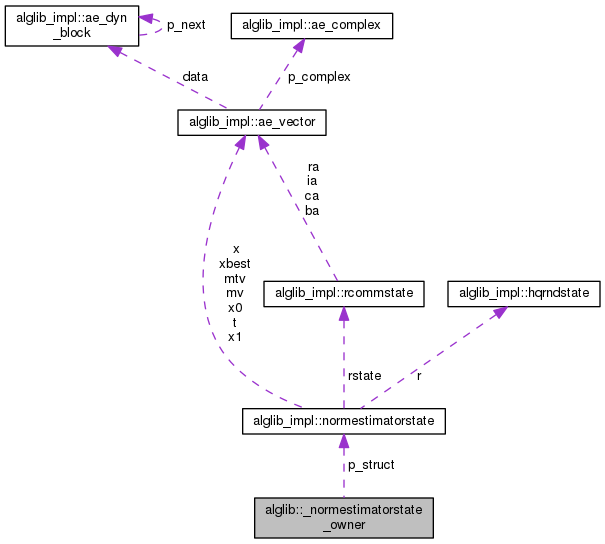 alglib_impl::ae_dyn
_block
p_next
alglib_impl::ae_complex
data
p_complex
alglib_impl::ae_vector
ra
ia
ca
ba
x
xbest
mtv
mv
x0
t
x1
alglib_impl::rcommstate
alglib_impl::hqrndstate
rstate
r
alglib_impl::normestimatorstate
p_struct
alglib::_normestimatorstate
_owner